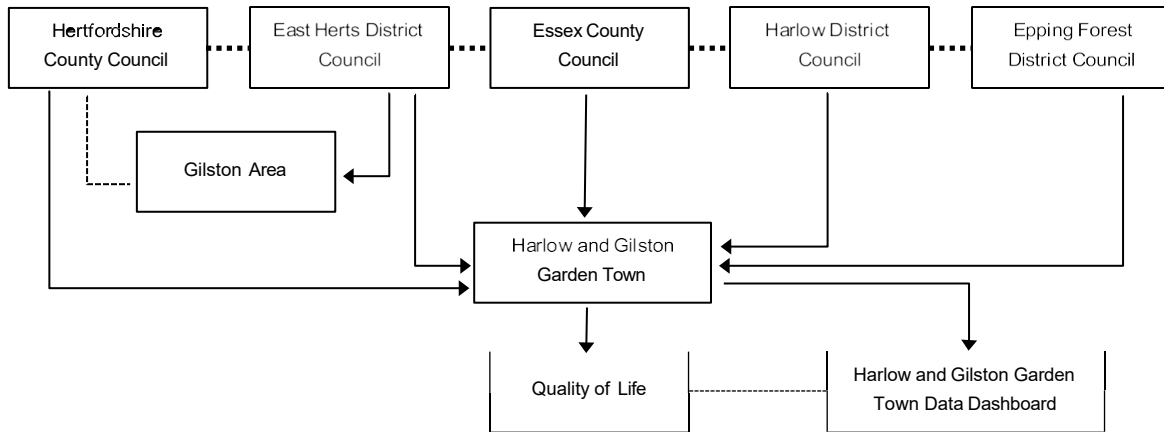 Hertfordshire
County Council
East Herts District
Council
Essex County
Council
Harlow District
Council
Epping Forest
District Council
Gilston Area
Harlow and Gilston
Garden Town
Quality of Life
Harlow and Gilston Garden
Town Data Dashboard